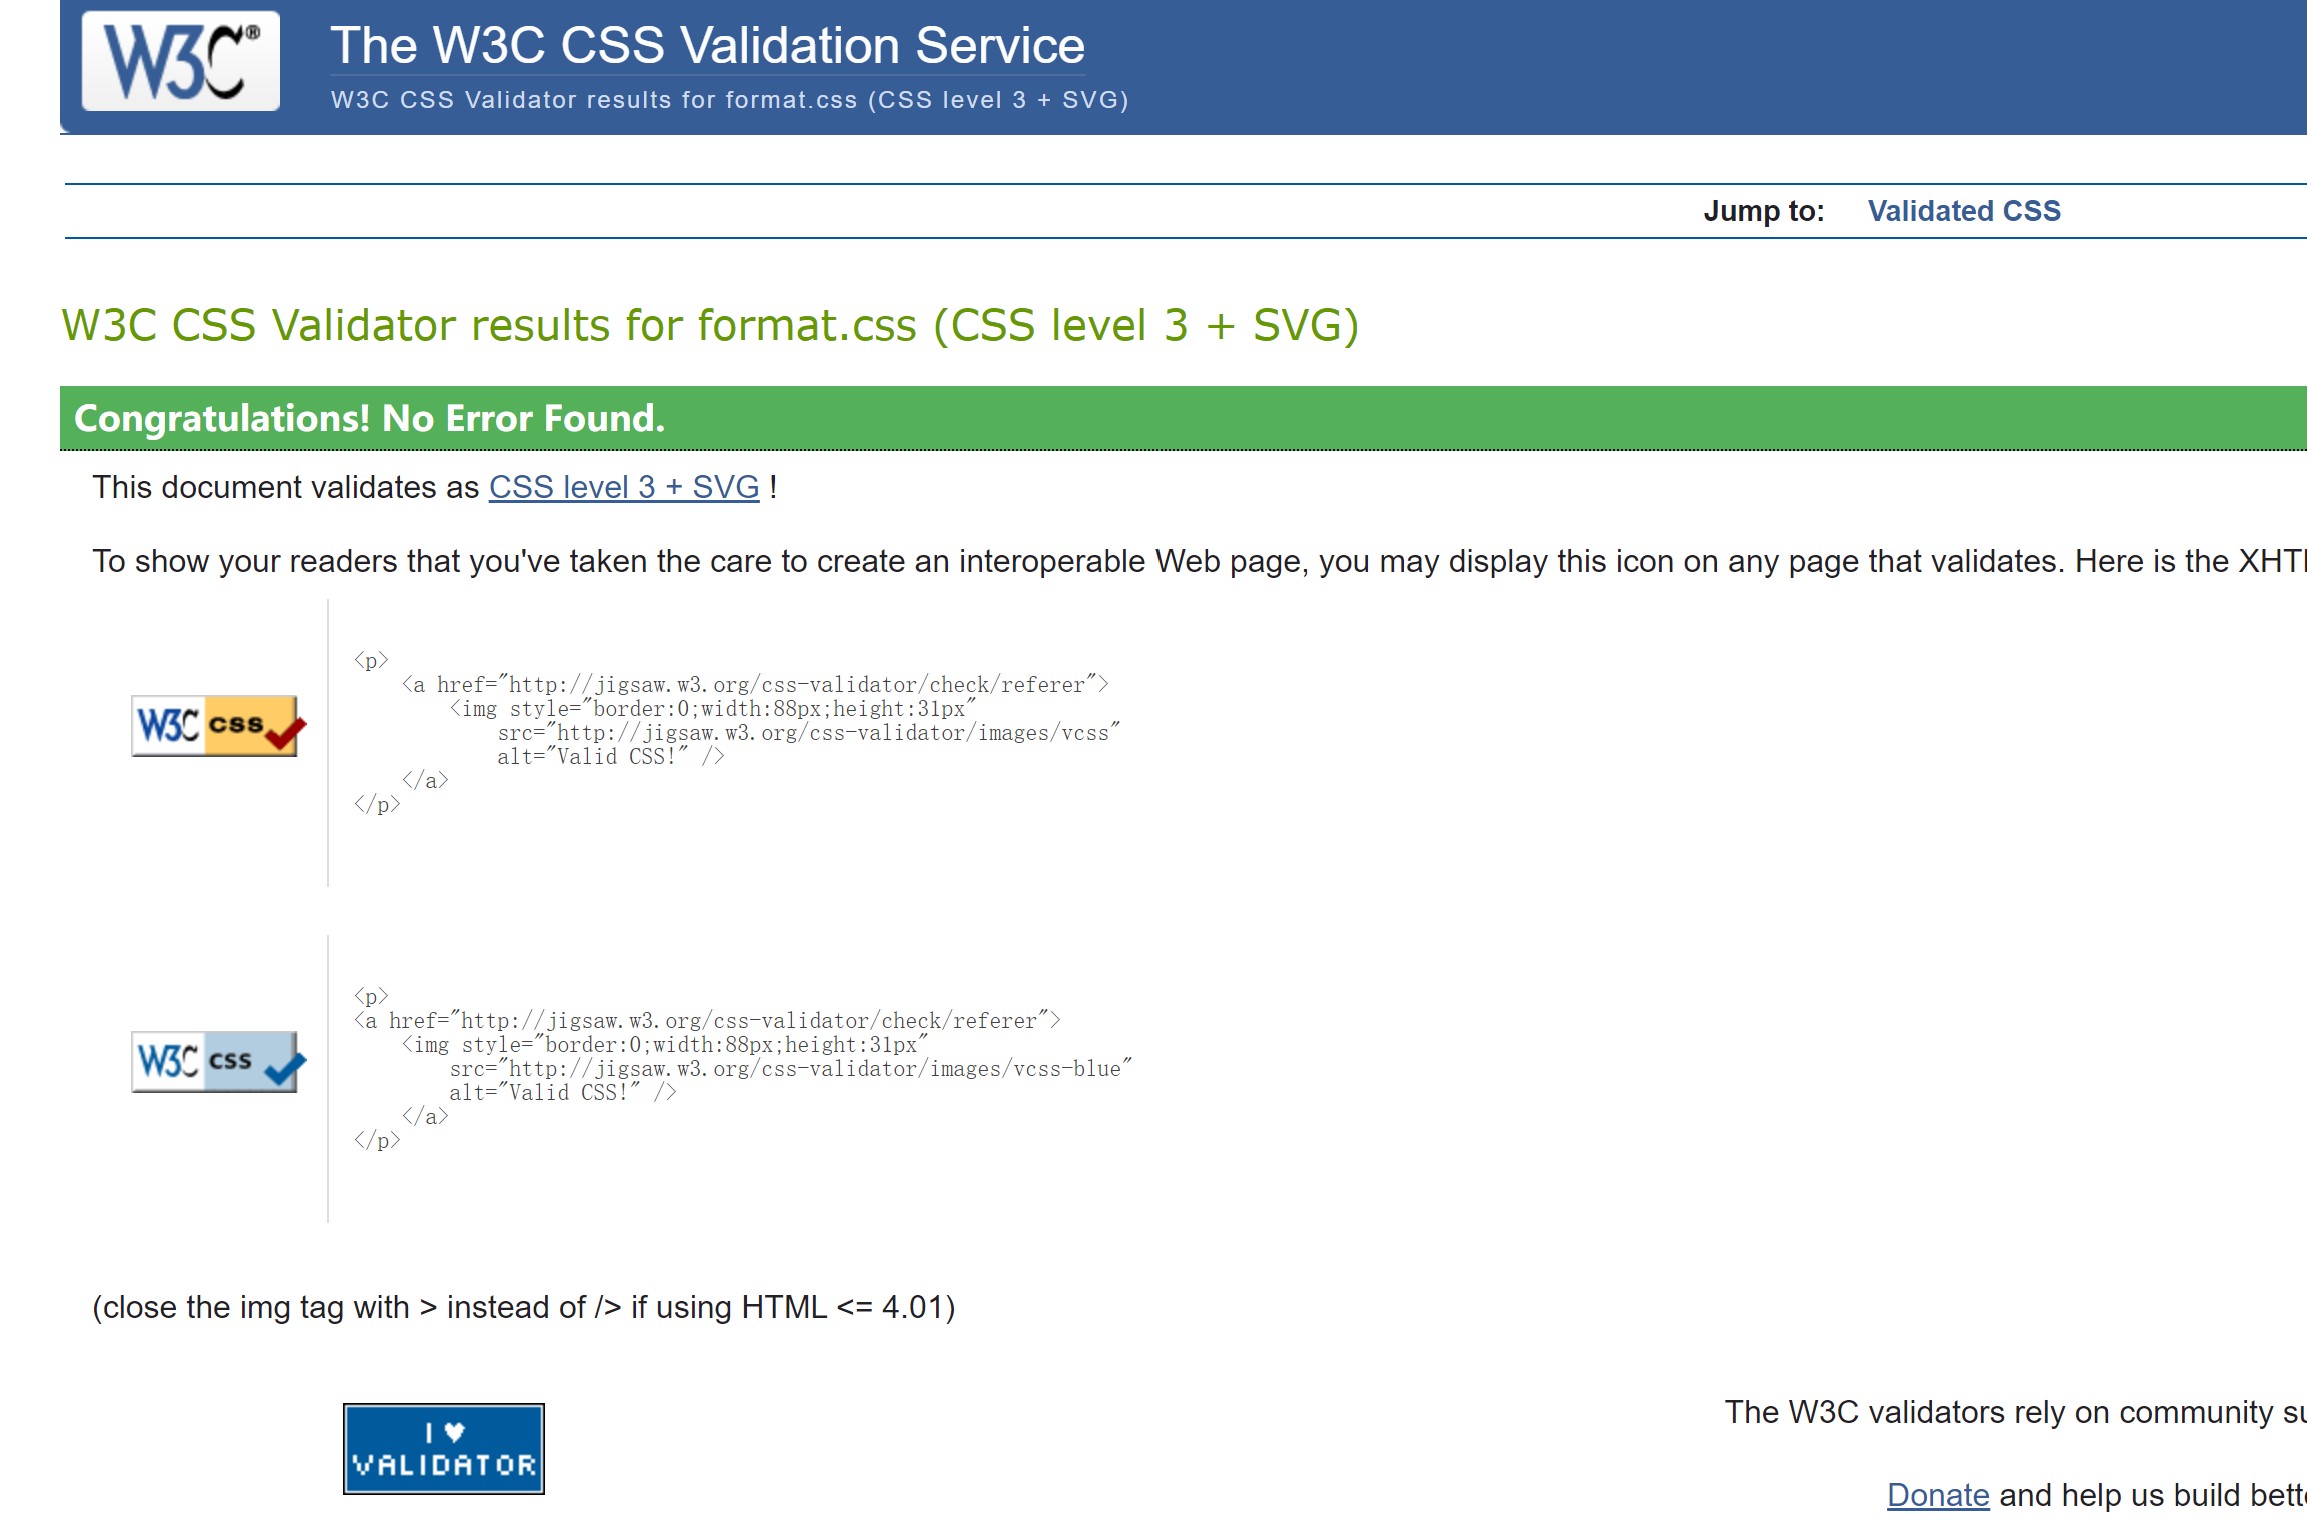 W3C®
The W3C CSS Validation Service
W3C CSS Validator results for format.css (CSS level 3 + SVG)
Jump to: Validated CSS
W3C CSS Validator results for format.css (CSS level 3 + SVG)
Congratulations! No Error Found.
This document validates as CSS level 3 + SVG !
To show your readers that you've taken the care to create an interoperable Web page, you may display this icon on any page that validates. Here is the
W3C css
<p>
<a href="http://jigsaw.w3.org/css-validator/check/referer">
<img style="border:0;width:88px;height:31px"
src="http://jigsaw.w3.org/css-validator/images/vcss"
alt="Valid CSS!" />
</a>
</p>
W3C css
<p>
<a href="http://jigsaw.w3.org/css-validator/check/referer">
<img style="border:0;width:88px;height:31px"
src="http://jigsaw.w3.org/css-validator/images/vcss-blue"
alt="Valid CSS!" />
</a>
</p>
(close the img tag with > instead of /> if using HTML <= 4.01)
I ♥
VALIDATOR
The W3C validators rely on community
Donate and help us build